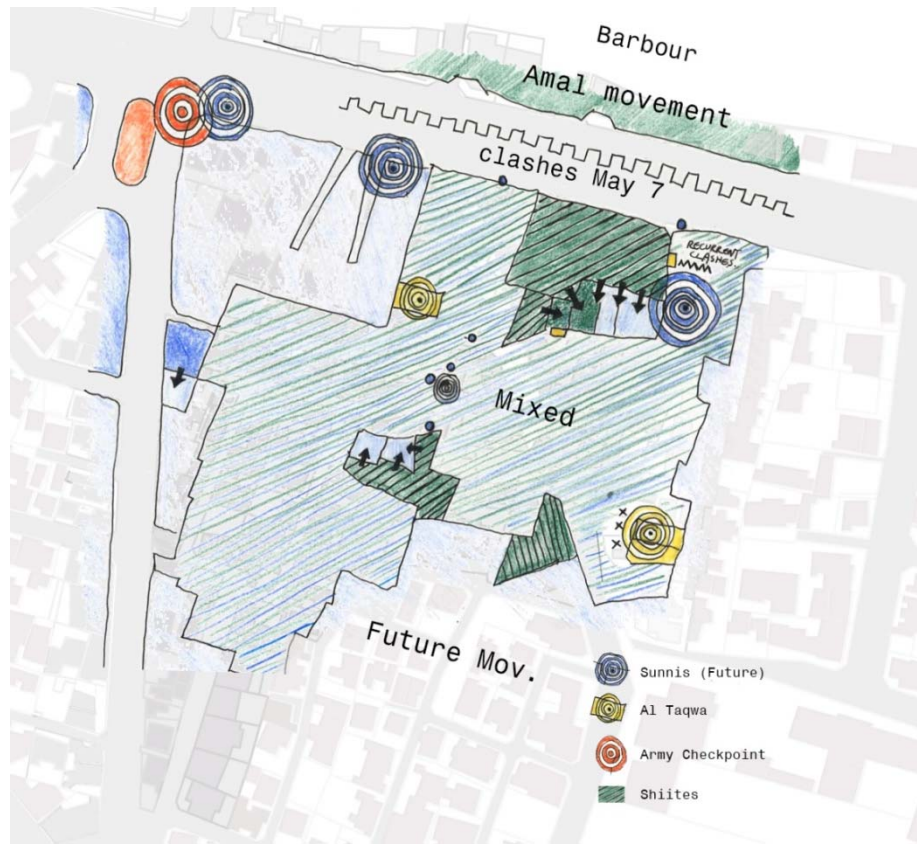 Barbour
Amal movement
clashes May 7
RECURRENT
CLASHES
Mixed
Future Mov.
Sunnis (Future)
Al Taqwa
Army Checkpoint
Shiites